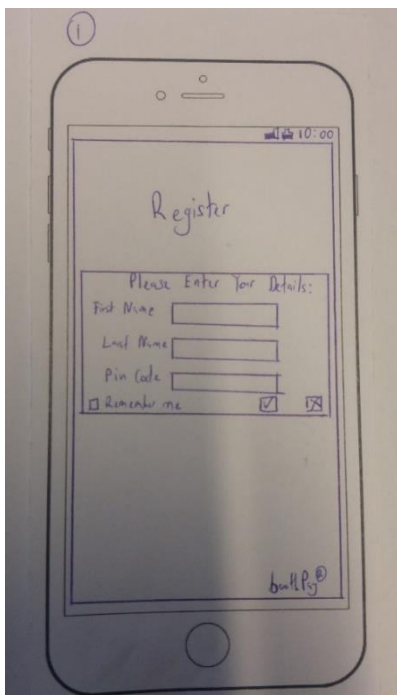 1
10:00
Register
Please Enter Your Details:
First Name
Last Name
Pin Code
Remember me